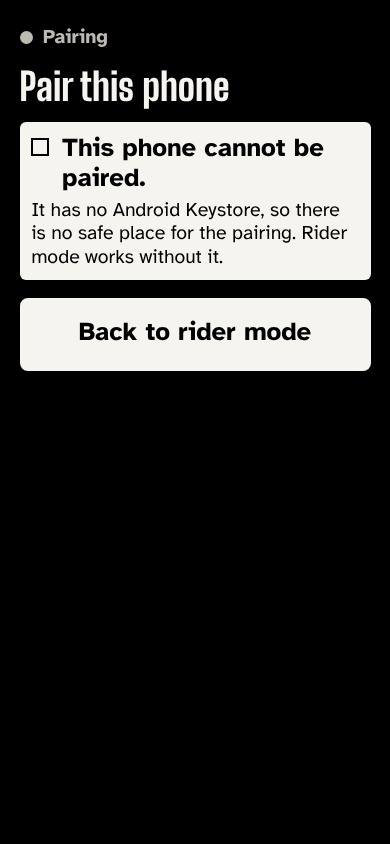 Pairing
Pair this phone
This phone cannot be
paired.
It has no Android Keystore, so there
is no safe place for the pairing. Rider
mode works without it.
Back to rider mode